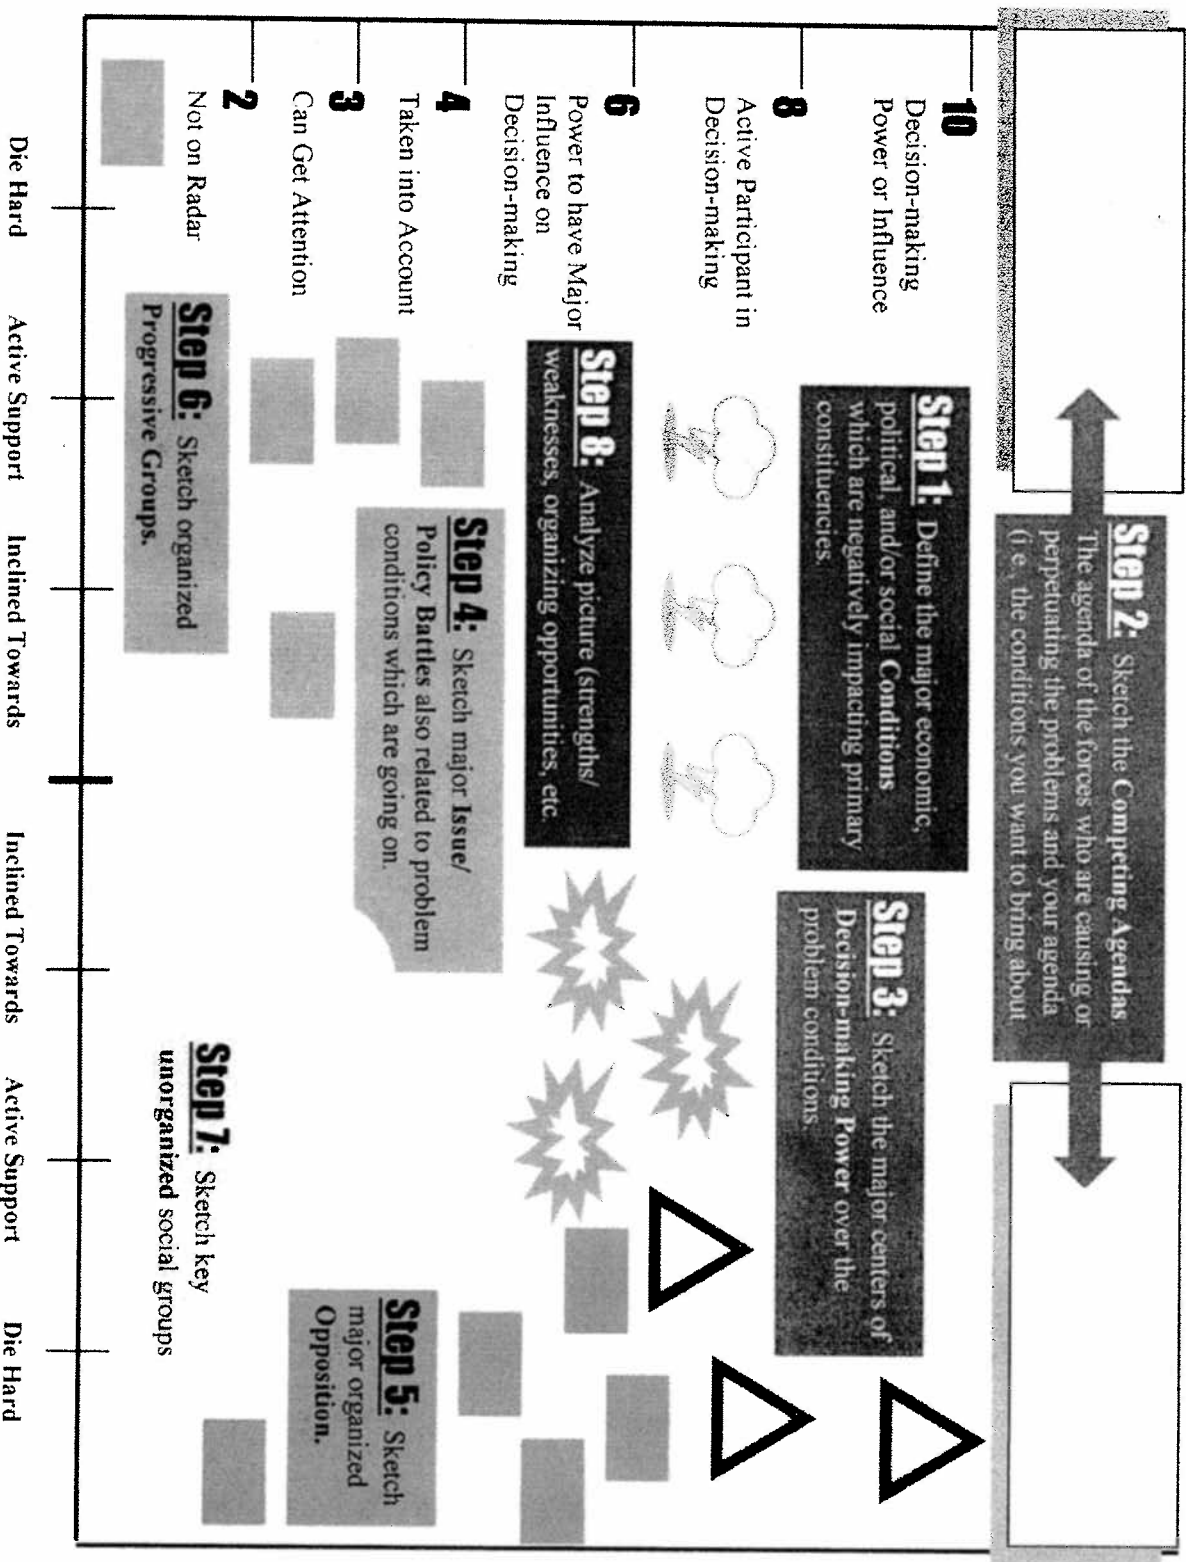 Step 2: Sketch the Competing Agendas
The agenda of the forces who are causing or
perpetuating the problems and your agenda
(i.e., the conditions you want to bring about
10
Decision-making
Power or Influence
Step 1: Define the major economic,
political, and/or social Conditions
which are negatively impacting primary
constituencies.
Step 3: Sketch the major centers of
Decision-making Power over the
problem conditions.
8
Active Participant in
Decision-making
6
Power to have Major
Influence on
Decision-making
Step 8: Analyze picture (strengths/
weaknesses, organizing opportunities, etc.
4
Taken into Account
Step 4: Sketch major Issue/
Policy Battles also related to problem
conditions which are going on.
Step 5: Sketch
major organized
Opposition.
3
Can Get Attention
2
Not on Radar
Step 6: Sketch organized
Progressive Groups.
Step 7: Sketch key
unorganized social groups
Die Hard
Active Support
Inclined Towards
Inclined Towards
Active Support
Die Hard